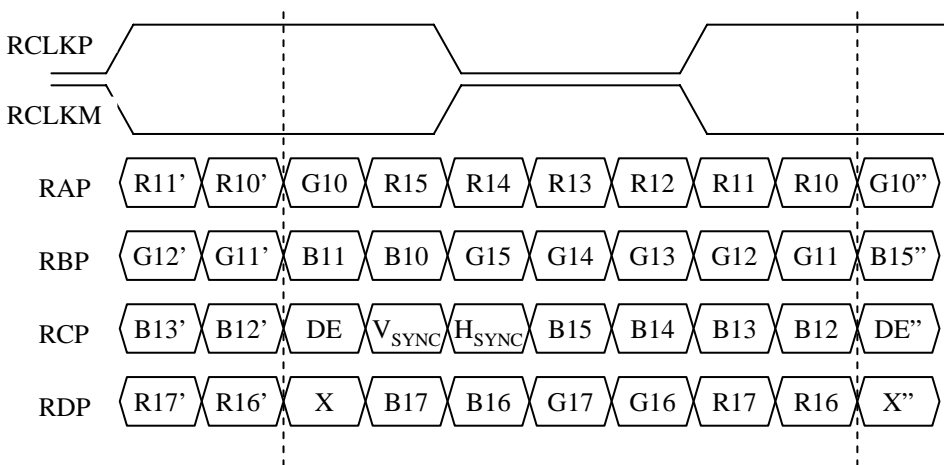 RCLKP
RCLKM
RAP R11’ R10’ G10 R15 R14 R13 R12 R11 R10 G10”
RBP G12’ G11’ B11 B10 G15 G14 G13 G12 G11 B15”
RCP B13’ B12’ DE VSYNC HSYNC B15 B14 B13 B12 DE”
RDP R17’ R16’ X B17 B16 G17 G16 R17 R16 X”